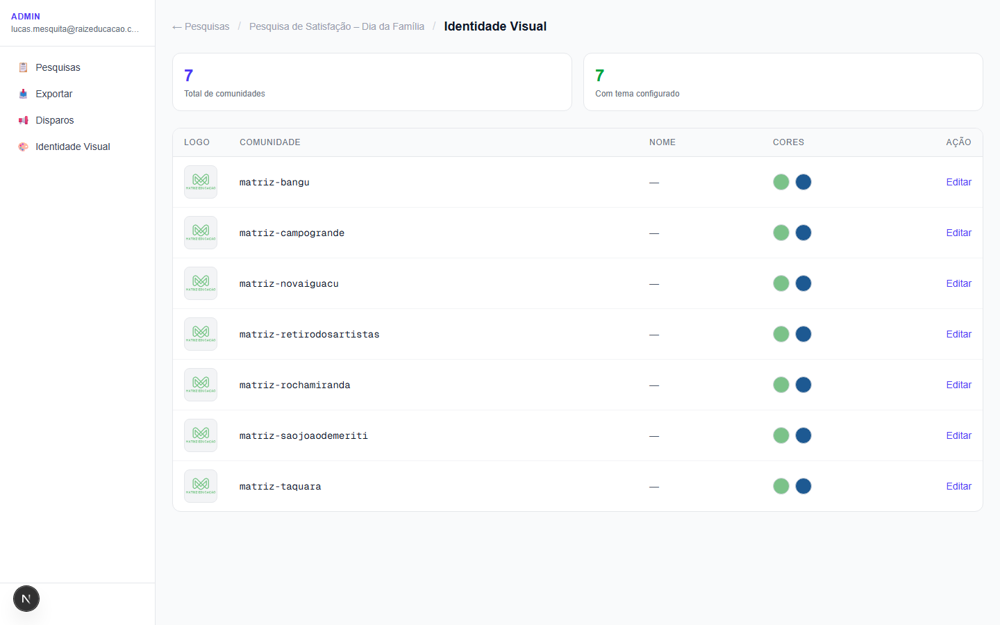 ADMIN
lucas.mesquita@raizeducacao.c...
Pesquisas
Exportar
Disparos
Identidade Visual
← Pesquisas / Pesquisa de Satisfação – Dia da Família / Identidade Visual
7
Total de comunidades
7
Com tema configurado
LOGO COMUNIDADE NOME CORES AÇÃO
MATRIZ EDUCAÇÃO matriz-bangu — Editar
MATRIZ EDUCAÇÃO matriz-campogrande — Editar
MATRIZ EDUCAÇÃO matriz-novaiguacu — Editar
MATRIZ EDUCAÇÃO matriz-retirodosartistas — Editar
MATRIZ EDUCAÇÃO matriz-rochamiranda — Editar
MATRIZ EDUCAÇÃO matriz-saojoaodemeriti — Editar
MATRIZ EDUCAÇÃO matriz-taquara — Editar
N